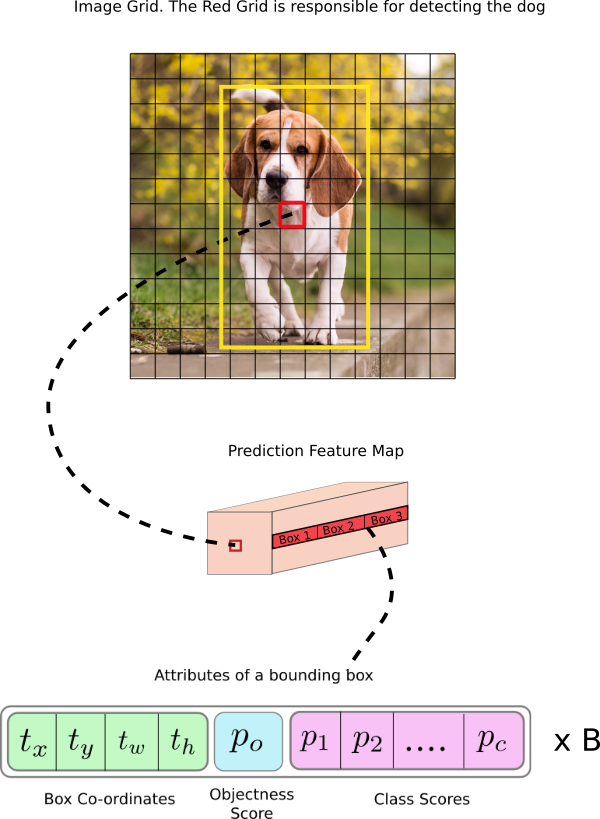 Image Grid. The Red Grid is responsible for detecting the dog
Prediction Feature Map
Box 1 Box 2 Box 3
Attributes of a bounding box
t_x t_y t_w t_h p_o p_1 p_2 .... p_c x B
Box Co-ordinates
Objectness
Score
Class Scores